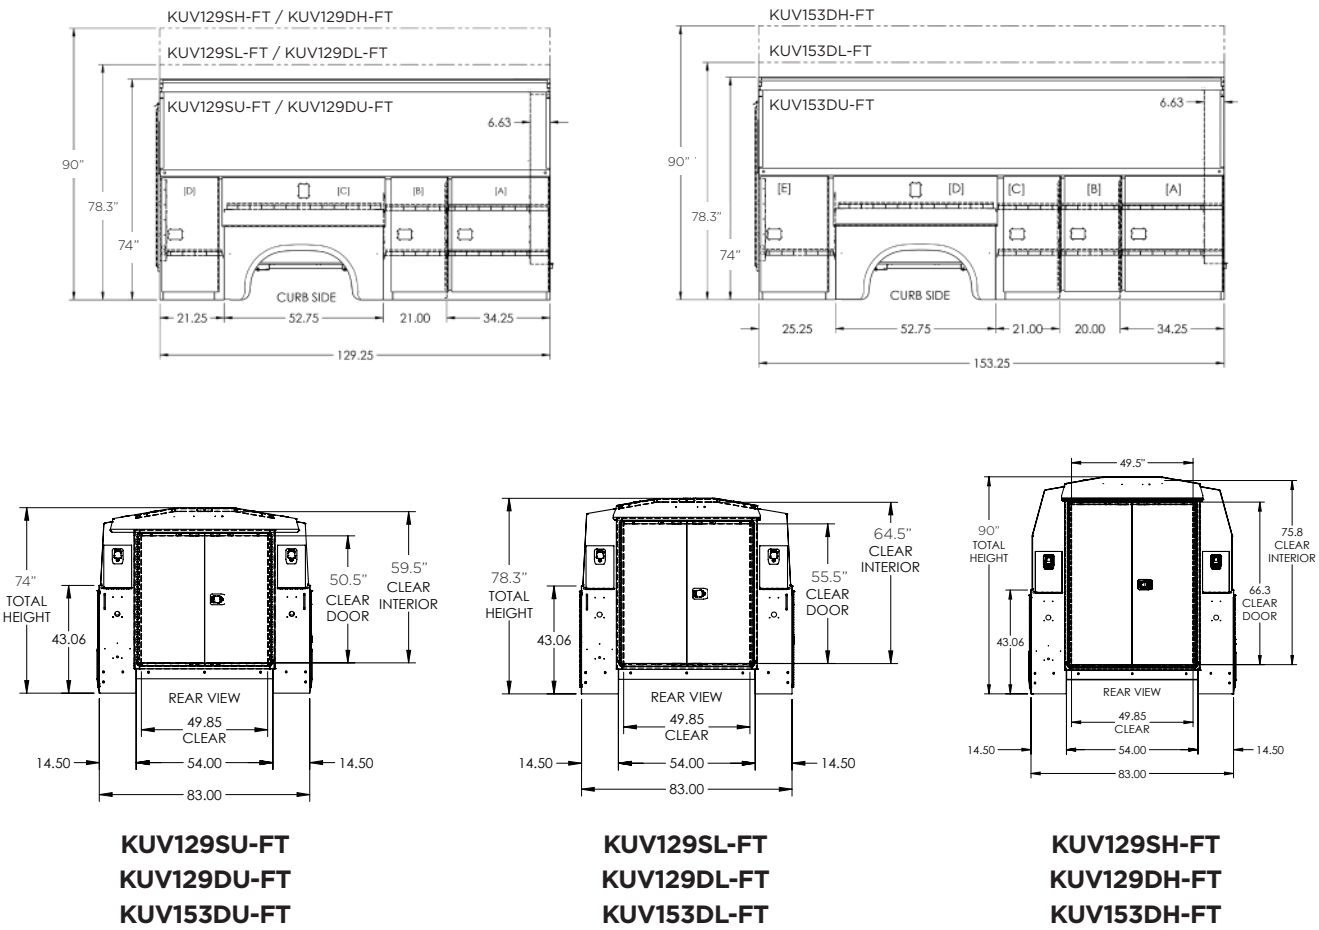 KUV129SH-FT / KUV129DH-FT
KUV129SL-FT / KUV129DL-FT
KUV129SU-FT / KUV129DU-FT
6.63
90"
78.3"
74"
[D]
[C]
[B]
[A]
CURB SIDE
21.25
52.75
21.00
34.25
129.25
KUV153DH-FT
KUV153DL-FT
KUV153DU-FT
6.63
90"
78.3"
74"
[E]
[D]
[C]
[B]
[A]
CURB SIDE
25.25
52.75
21.00
20.00
34.25
153.25
74"
TOTAL
HEIGHT
43.06
50.5"
CLEAR
DOOR
59.5"
CLEAR
INTERIOR
REAR VIEW
49.85
CLEAR
14.50
54.00
14.50
83.00
KUV129SU-FT
KUV129DU-FT
KUV153DU-FT
78.3"
TOTAL
HEIGHT
43.06
55.5"
CLEAR
DOOR
64.5"
CLEAR
INTERIOR
REAR VIEW
49.85
CLEAR
14.50
54.00
14.50
83.00
KUV129SL-FT
KUV129DL-FT
KUV153DL-FT
49.5"
90"
TOTAL
HEIGHT
43.06
75.8
CLEAR
INTERIOR
66.3
CLEAR
DOOR
REAR VIEW
49.85
CLEAR
14.50
54.00
14.50
83.00
KUV129SH-FT
KUV129DH-FT
KUV153DH-FT